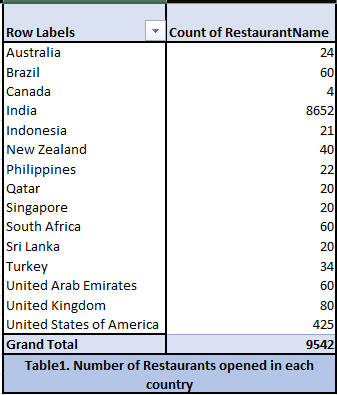 Row Labels Count of RestaurantName
Australia 24
Brazil 60
Canada 4
India 8652
Indonesia 21
New Zealand 40
Philippines 22
Qatar 20
Singapore 20
South Africa 60
Sri Lanka 20
Turkey 34
United Arab Emirates 60
United Kingdom 80
United States of America 425
Grand Total 9542
Table1. Number of Restaurants opened in each
country